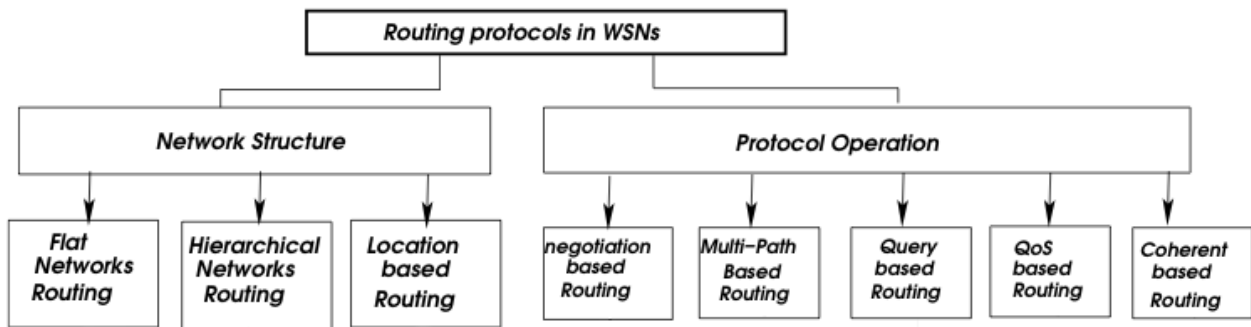 Routing protocols in WSNs
Network Structure
Protocol Operation
Flat
Networks
Routing
Hierarchical
Networks
Routing
Location
based
Routing
negotiation
based
Routing
Multi-Path
Based
Routing
Query
based
Routing
QoS
based
Routing
Coherent
based
Routing